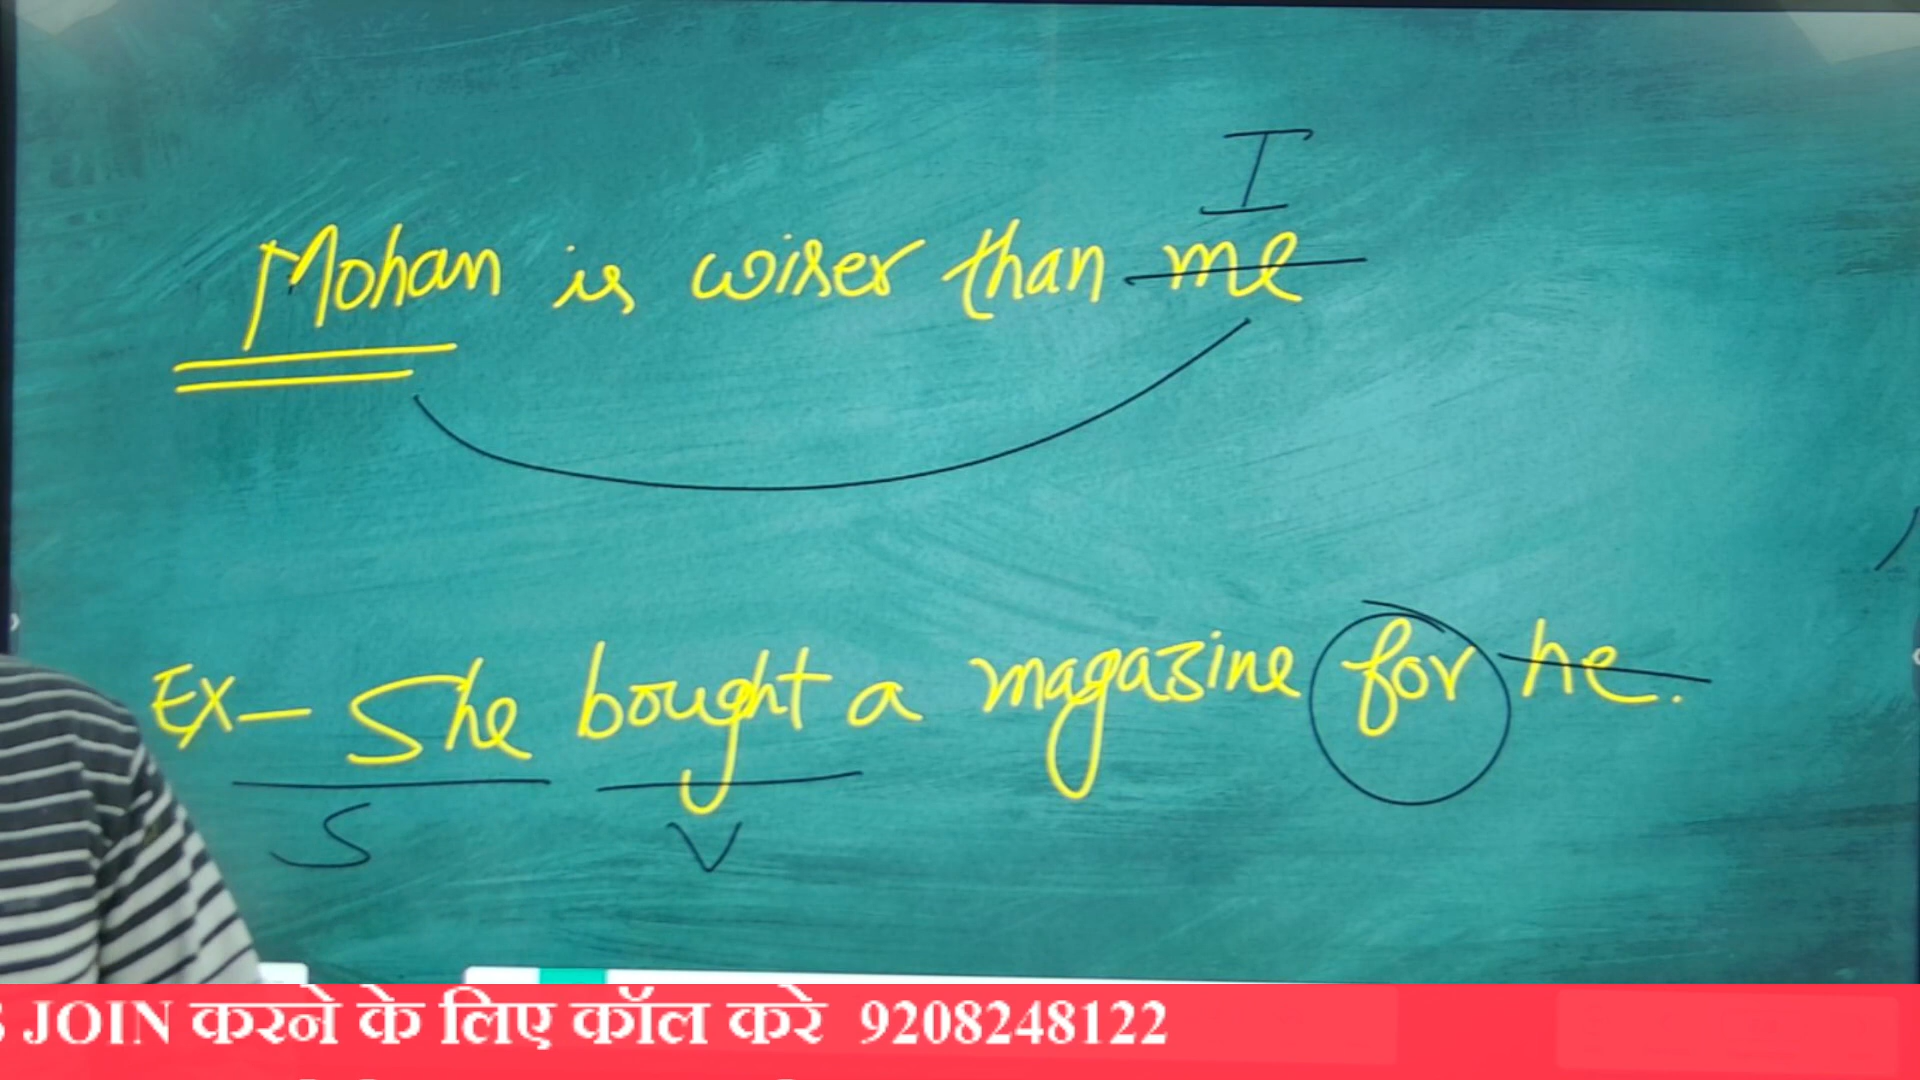 I
Mohan is wiser than me
Ex- She bought a magazine for he.
S V
JOIN करने के लिए कॉल करे 9208248122